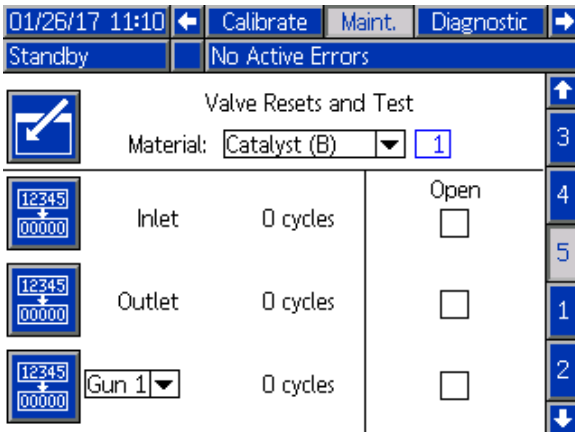 01/26/17 11:10 Calibrate Maint. Diagnostic
Standby No Active Errors
Valve Resets and Test
Material: Catalyst (B) 1
3
Open
12345
00000
Inlet 0 cycles
4
5
12345
00000
Outlet 0 cycles
1
12345
00000
Gun 1 0 cycles
2